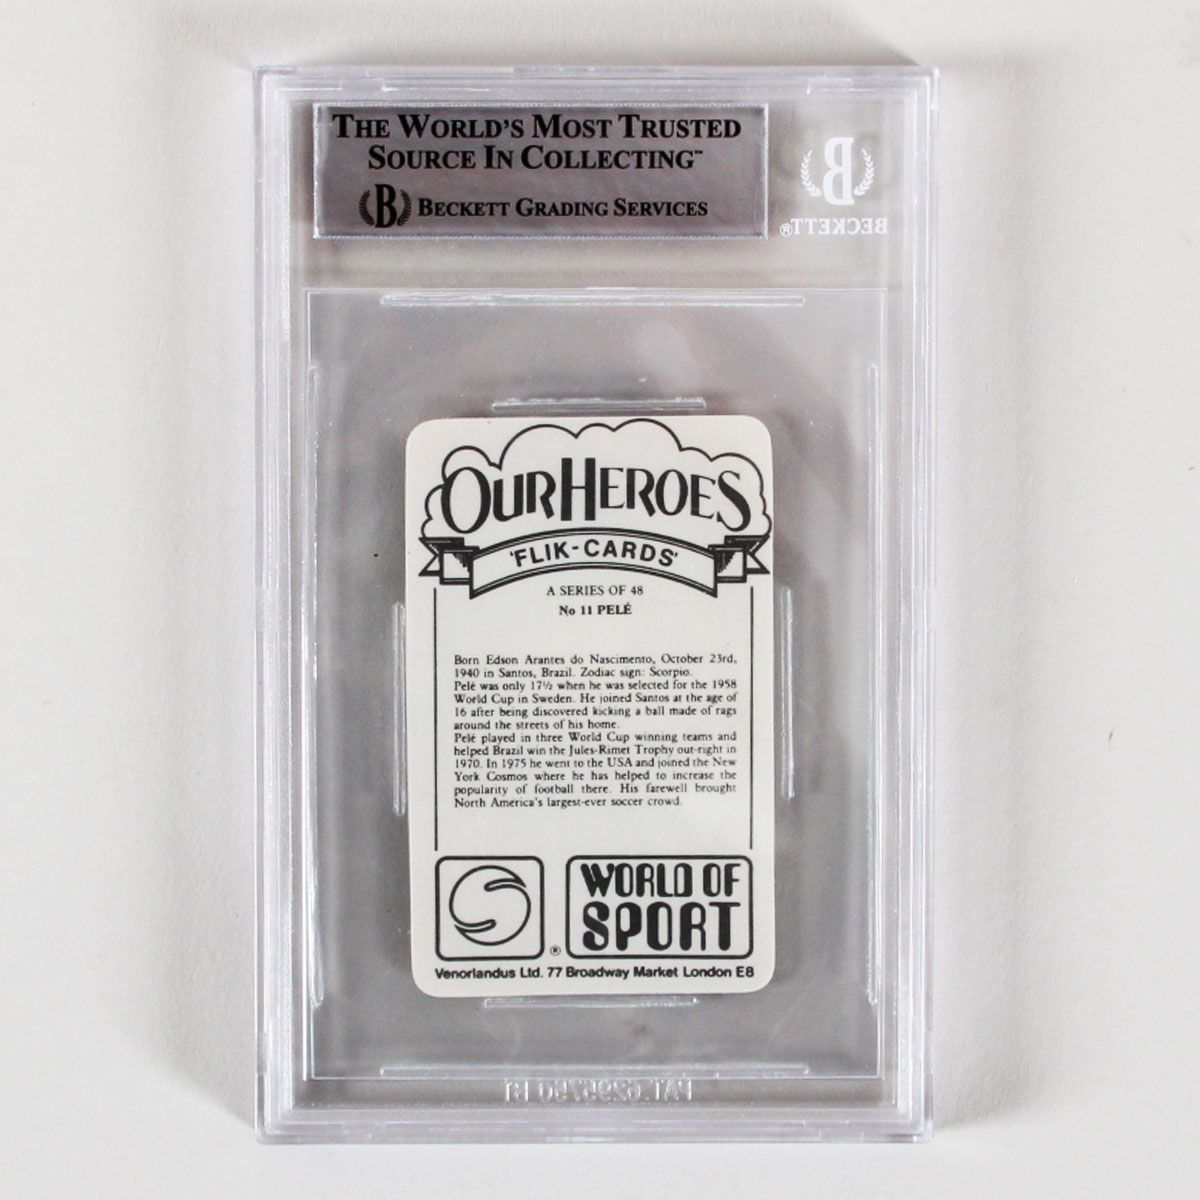 THE WORLD'S MOST TRUSTED
SOURCE IN COLLECTING™
B BECKETT GRADING SERVICES
B
BECKETT®
OUR HEROES
'FLIK-CARDS'
A SERIES OF 48
No 11 PELÉ
Born Edson Arantes do Nascimento, October 23rd,
1940 in Santos, Brazil. Zodiac sign: Scorpio.
Pelé was only 17½ when he was selected for the 1958
World Cup in Sweden. He joined Santos at the age of
16 after being discovered kicking a ball made of rags
around the streets of his home.
Pelé played in three World Cup winning teams and
helped Brazil win the Jules-Rimet Trophy out-right in
1970. In 1975 he went to the USA and joined the New
York Cosmos where he has helped to increase the
popularity of football there. His farewell brought
North America's largest-ever soccer crowd.
®
WORLD OF
SPORT
Venorlandus Ltd. 77 Broadway Market London E8